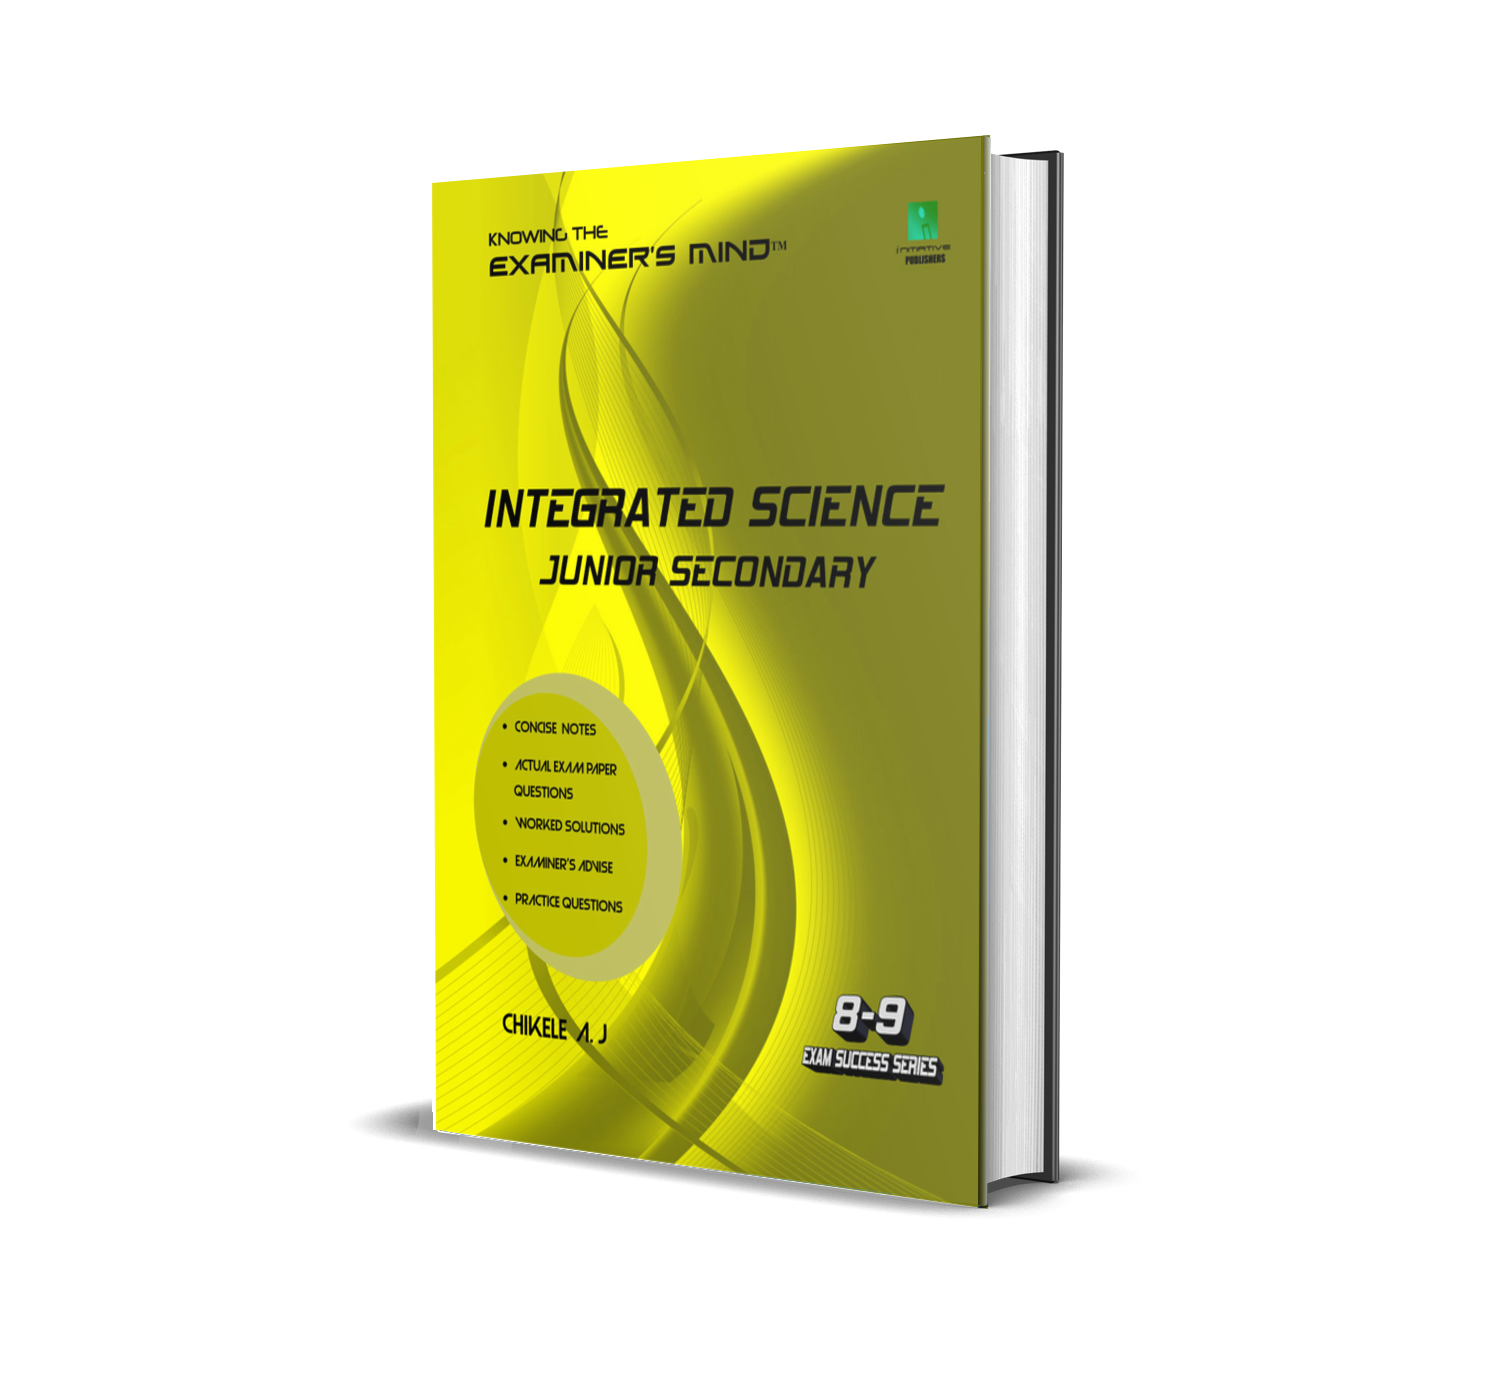 KNOWING THE
EXAMINER'S MIND™
INITIATIVE
PUBLISHERS
INTEGRATED SCIENCE
JUNIOR SECONDARY
• CONCISE NOTES
• ACTUAL EXAM PAPER
QUESTIONS
• WORKED SOLUTIONS
• EXAMINER'S ADVISE
• PRACTICE QUESTIONS
CHIKELE A. J
8-9
EXAM SUCCESS SERIES